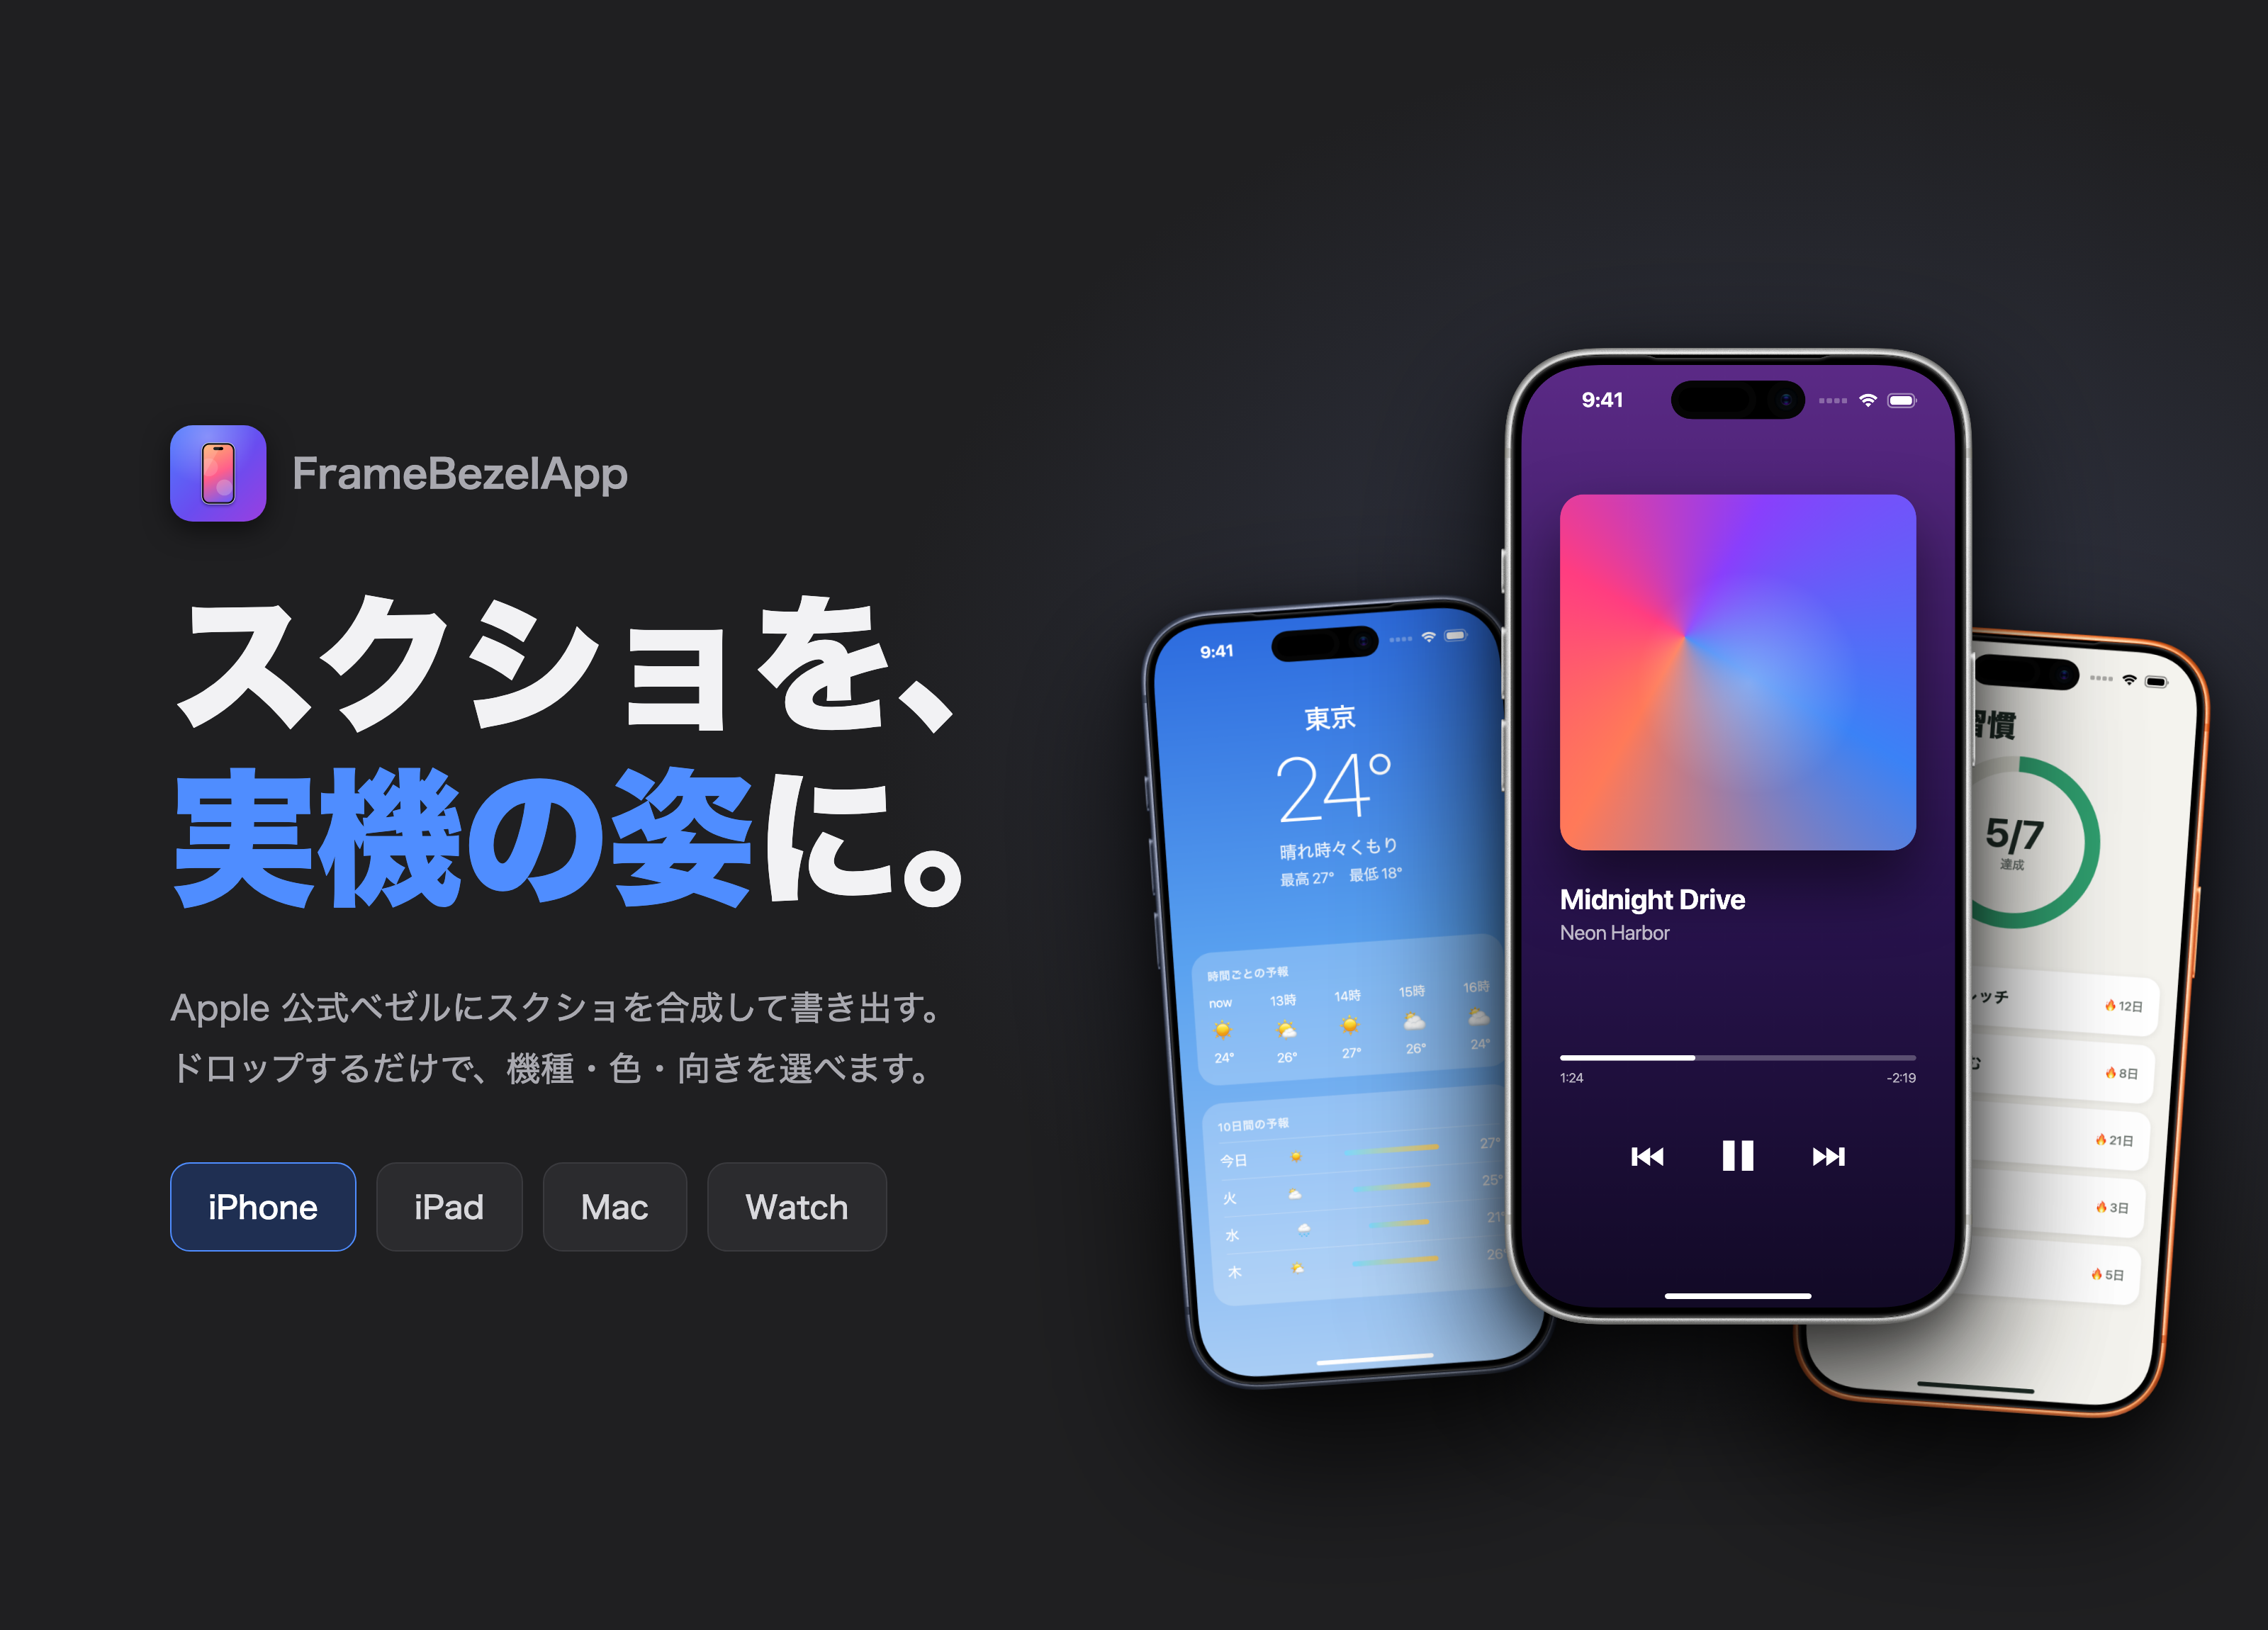 FrameBezelApp
スクショを、
実機の姿に。
Apple 公式ベゼルにスクショを合成して書き出す。
ドロップするだけで、機種・色・向きを選べます。
iPhone
iPad
Mac
Watch
9:41
東京
24°
晴れ時々くもり
最高 27° 最低 18°
時間ごとの予報
now 13時 14時 15時 16時
24° 26° 27° 26° 24°
10日間の予報
今日 27°
火 25°
水 21°
木 26°
9:41
Midnight Drive
Neon Harbor
1:24 -2:19
慣
5/7
達成
ッチ 12日
8日
21日
3日
5日